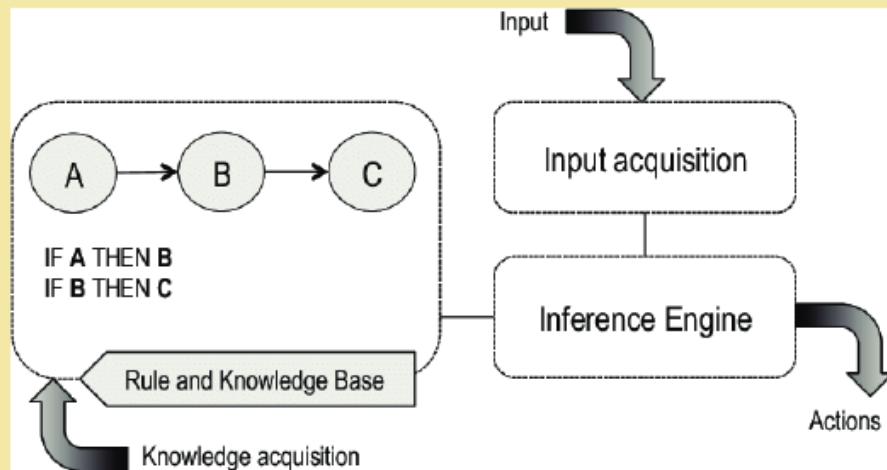 Input
Input acquisition
A
B
C
IF A THEN B
IF B THEN C
Inference Engine
Rule and Knowledge Base
Actions
Knowledge acquisition